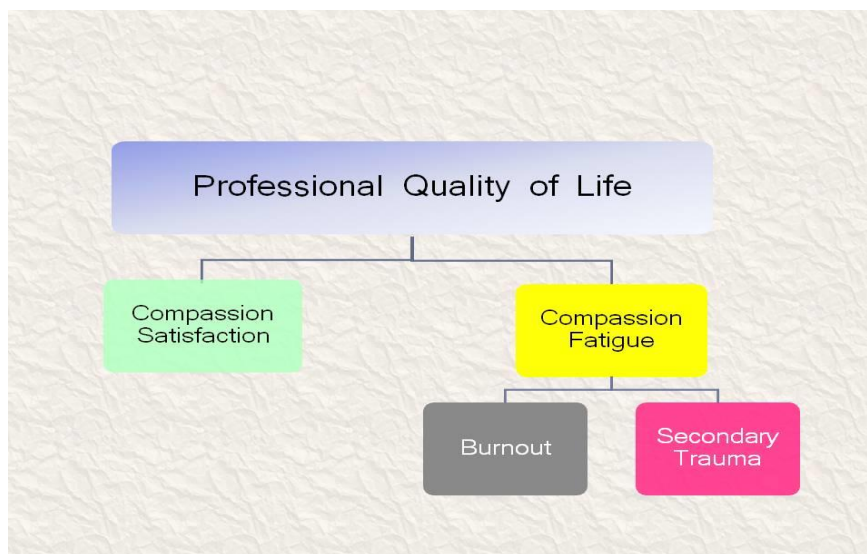 Professional Quality of Life
Compassion
Satisfaction
Compassion
Fatigue
Burnout
Secondary
Trauma